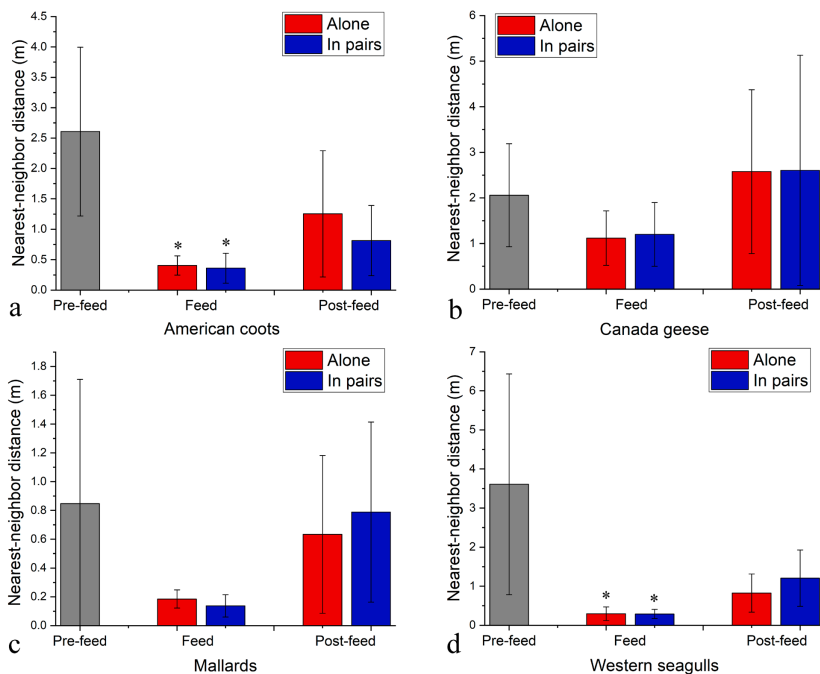 Nearest-neighbor distance (m)
4.5
4.0
3.5
3.0
2.5
2.0
1.5
1.0
0.5
0.0
Alone
In pairs
* *
Pre-feed Feed Post-feed
a
American coots
Nearest-neighbor distance (m)
6
5
4
3
2
1
0
Alone
In pairs
Pre-feed Feed Post-feed
b
Canada geese
Nearest-neighbor distance (m)
1.8
1.6
1.4
1.2
1.0
0.8
0.6
0.4
0.2
0.0
Alone
In pairs
Pre-feed Feed Post-feed
c
Mallards
Nearest-neighbor distance (m)
7
6
5
4
3
2
1
0
Alone
In pairs
* *
Pre-feed Feed Post-feed
d
Western seagulls